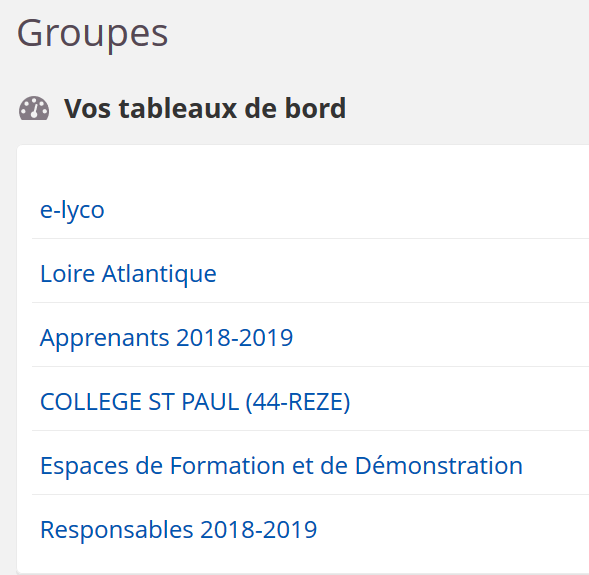 Groupes
Vos tableaux de bord
e-lyco
Loire Atlantique
Apprenants 2018-2019
COLLEGE ST PAUL (44-REZE)
Espaces de Formation et de Démonstration
Responsables 2018-2019